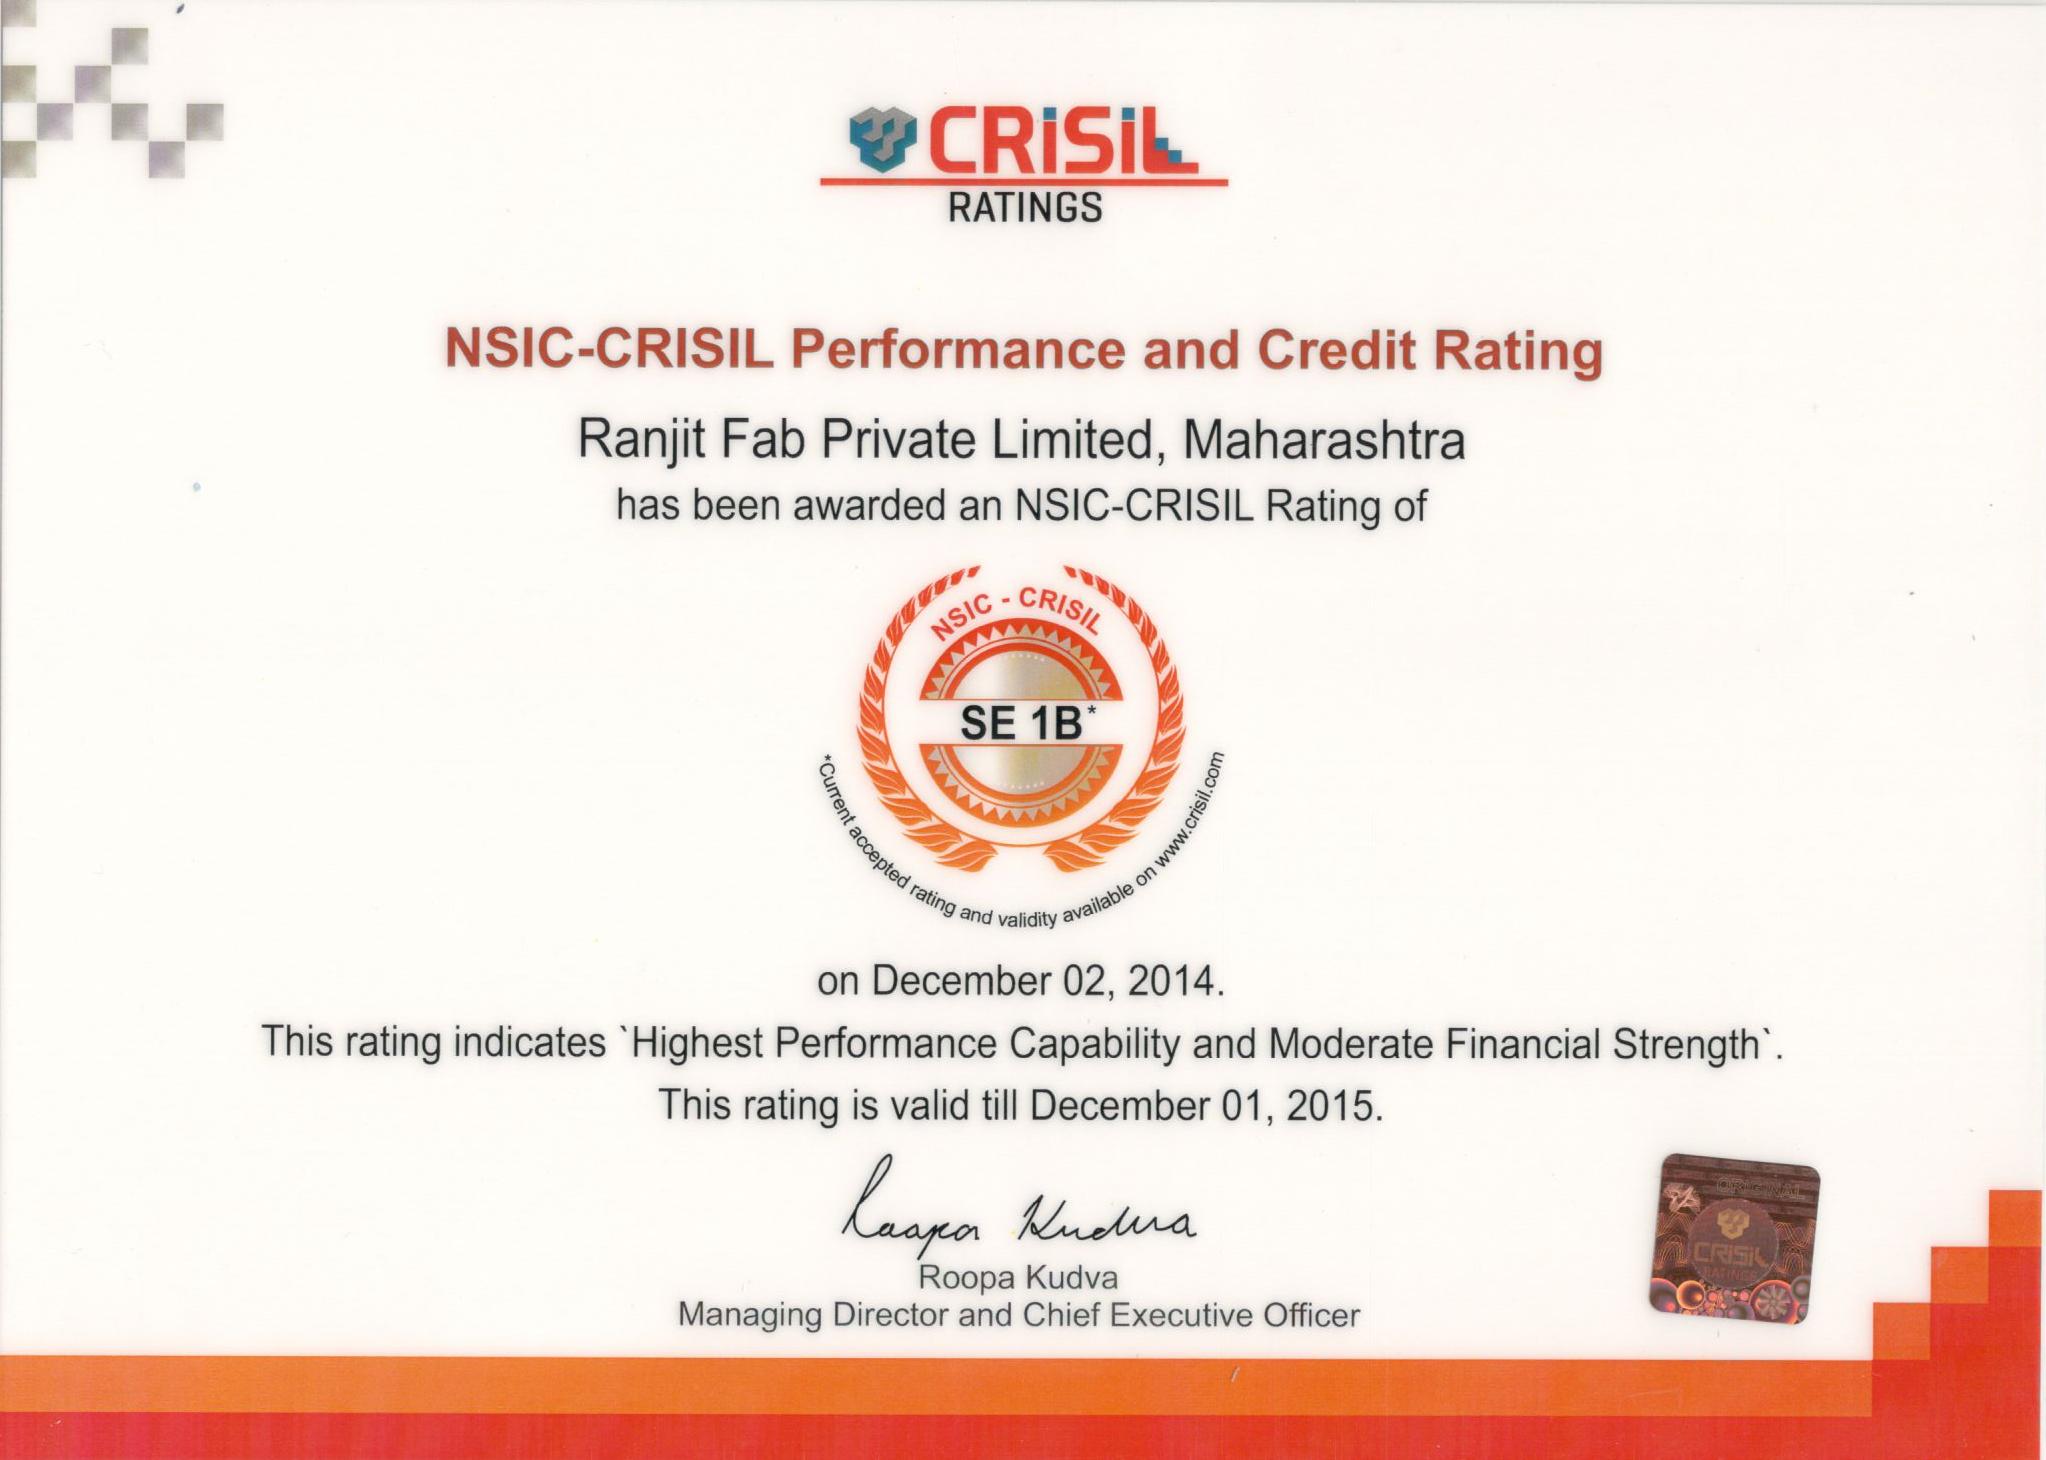 CRiSiL
RATINGS
NSIC-CRISIL Performance and Credit Rating
Ranjit Fab Private Limited, Maharashtra
has been awarded an NSIC-CRISIL Rating of
NSIC - CRISIL
SE 1B*
*Current accepted rating and validity available on www.crisil.com
on December 02, 2014.
This rating indicates `Highest Performance Capability and Moderate Financial Strength`.
This rating is valid till December 01, 2015.
Roopa Kudva
Roopa Kudva
Managing Director and Chief Executive Officer
ORIGINAL
CRiSiL
RATINGS